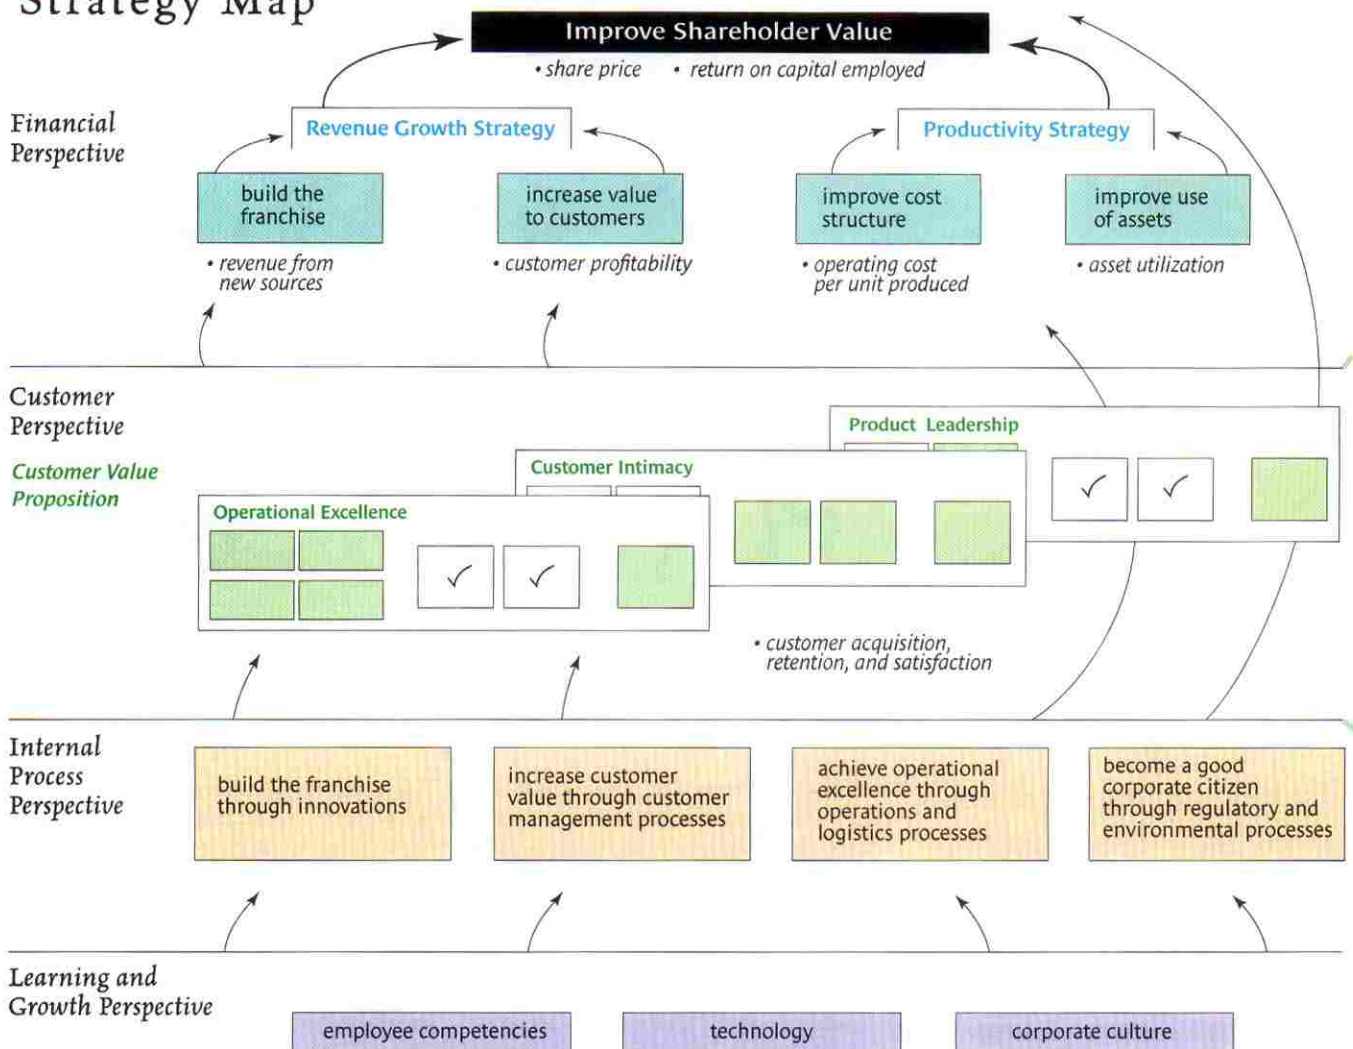 Strategy Map
Improve Shareholder Value
• share price • return on capital employed
Financial
Perspective
Revenue Growth Strategy
Productivity Strategy
build the
franchise
increase value
to customers
improve cost
structure
improve use
of assets
• revenue from
new sources
• customer profitability
• operating cost
per unit produced
• asset utilization
Customer
Perspective
Customer Value
Proposition
Product Leadership
Customer Intimacy
Operational Excellence
• customer acquisition,
retention, and satisfaction
Internal
Process
Perspective
build the franchise
through innovations
increase customer
value through customer
management processes
achieve operational
excellence through
operations and
logistics processes
become a good
corporate citizen
through regulatory and
environmental processes
Learning and
Growth Perspective
employee competencies
technology
corporate culture